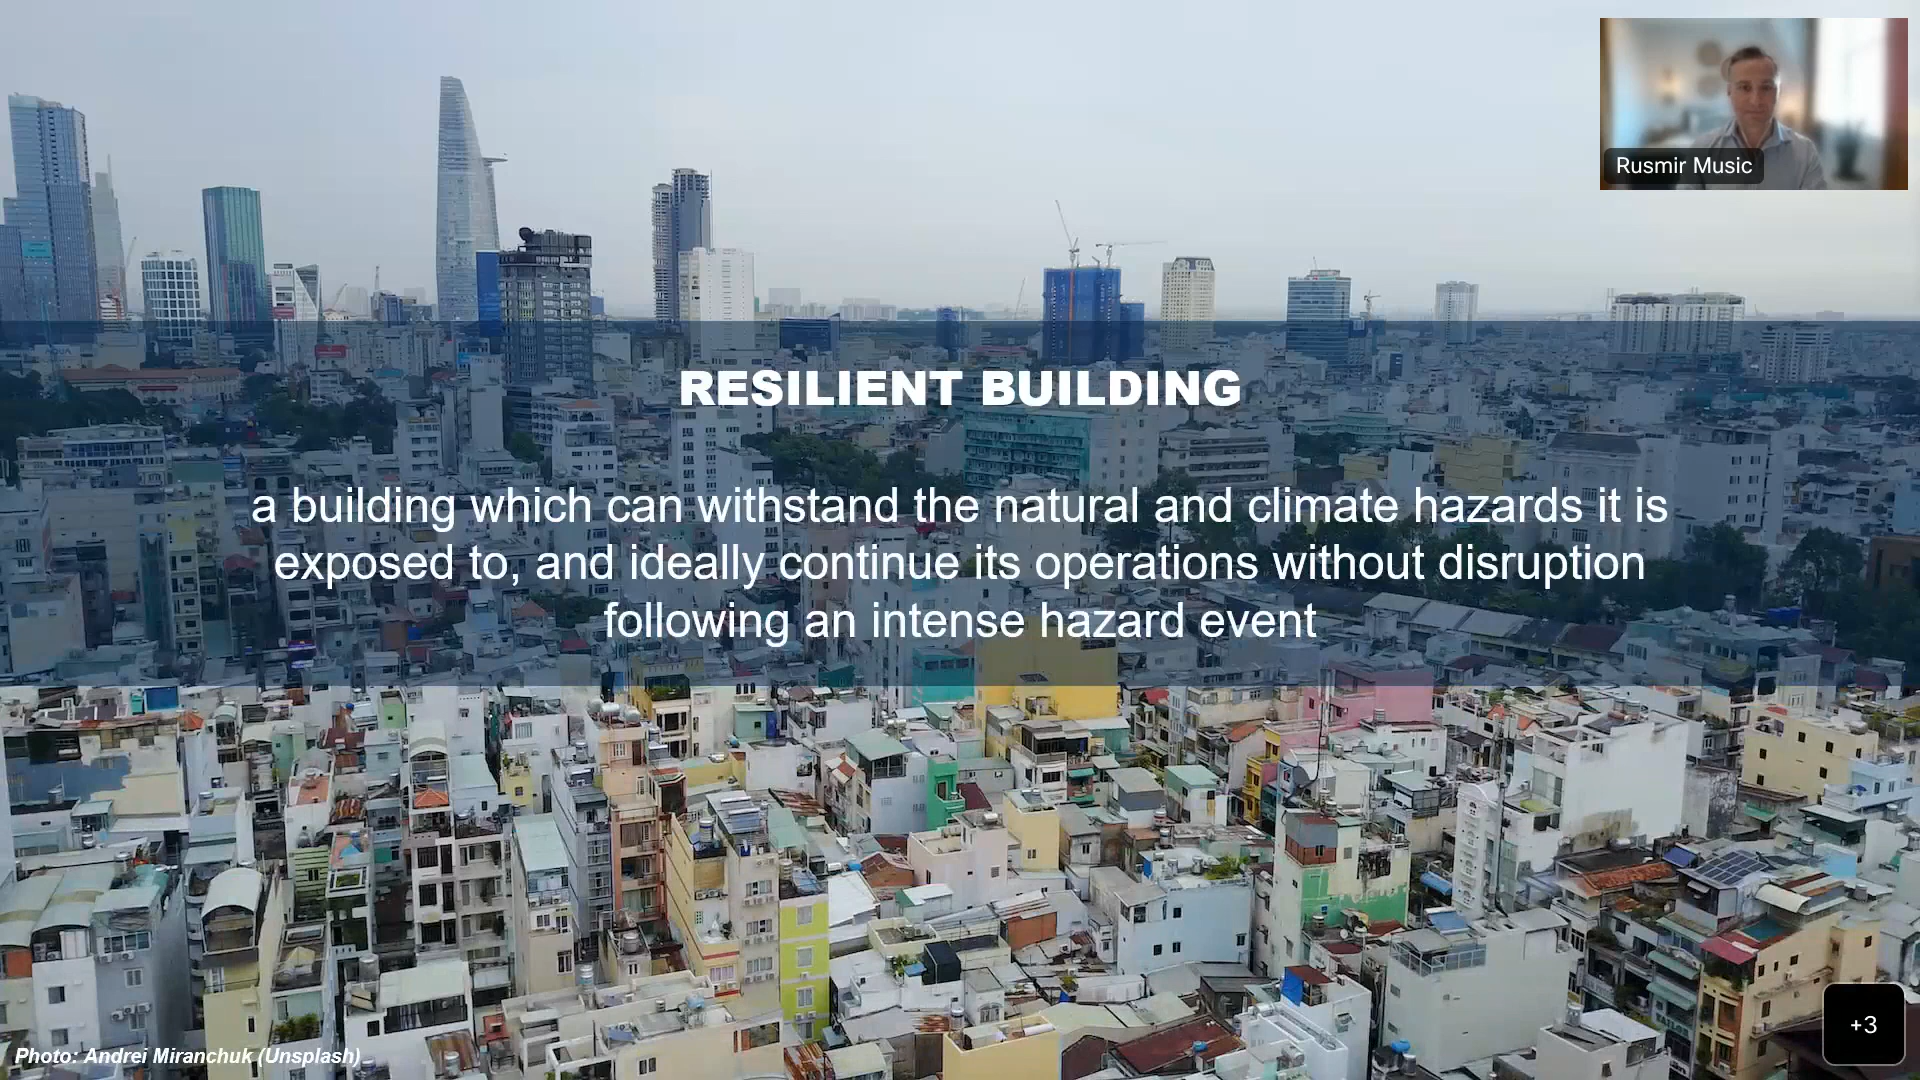 Rusmir Music
RESILIENT BUILDING
a building which can withstand the natural and climate hazards it is
exposed to, and ideally continue its operations without disruption
following an intense hazard event
Photo: Andrei Miranchuk (Unsplash)
+3